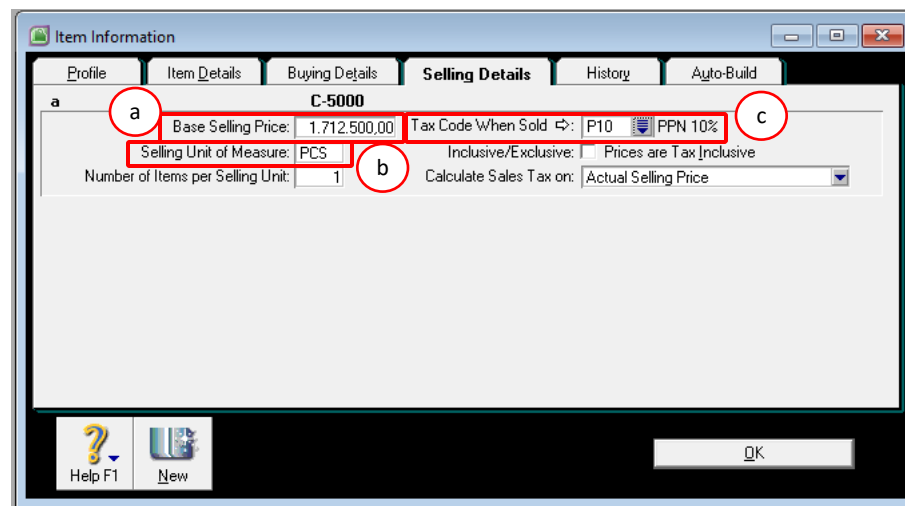 Item Information
Profile Item Details Buying Details Selling Details History Auto-Build
a C-5000
a
Base Selling Price: 1.712.500,00 Tax Code When Sold ⇨: P10 PPN 10%
c
Selling Unit of Measure: PCS Inclusive/Exclusive: Prices are Tax Inclusive
b
Number of Items per Selling Unit: 1 Calculate Sales Tax on: Actual Selling Price
Help F1 New OK